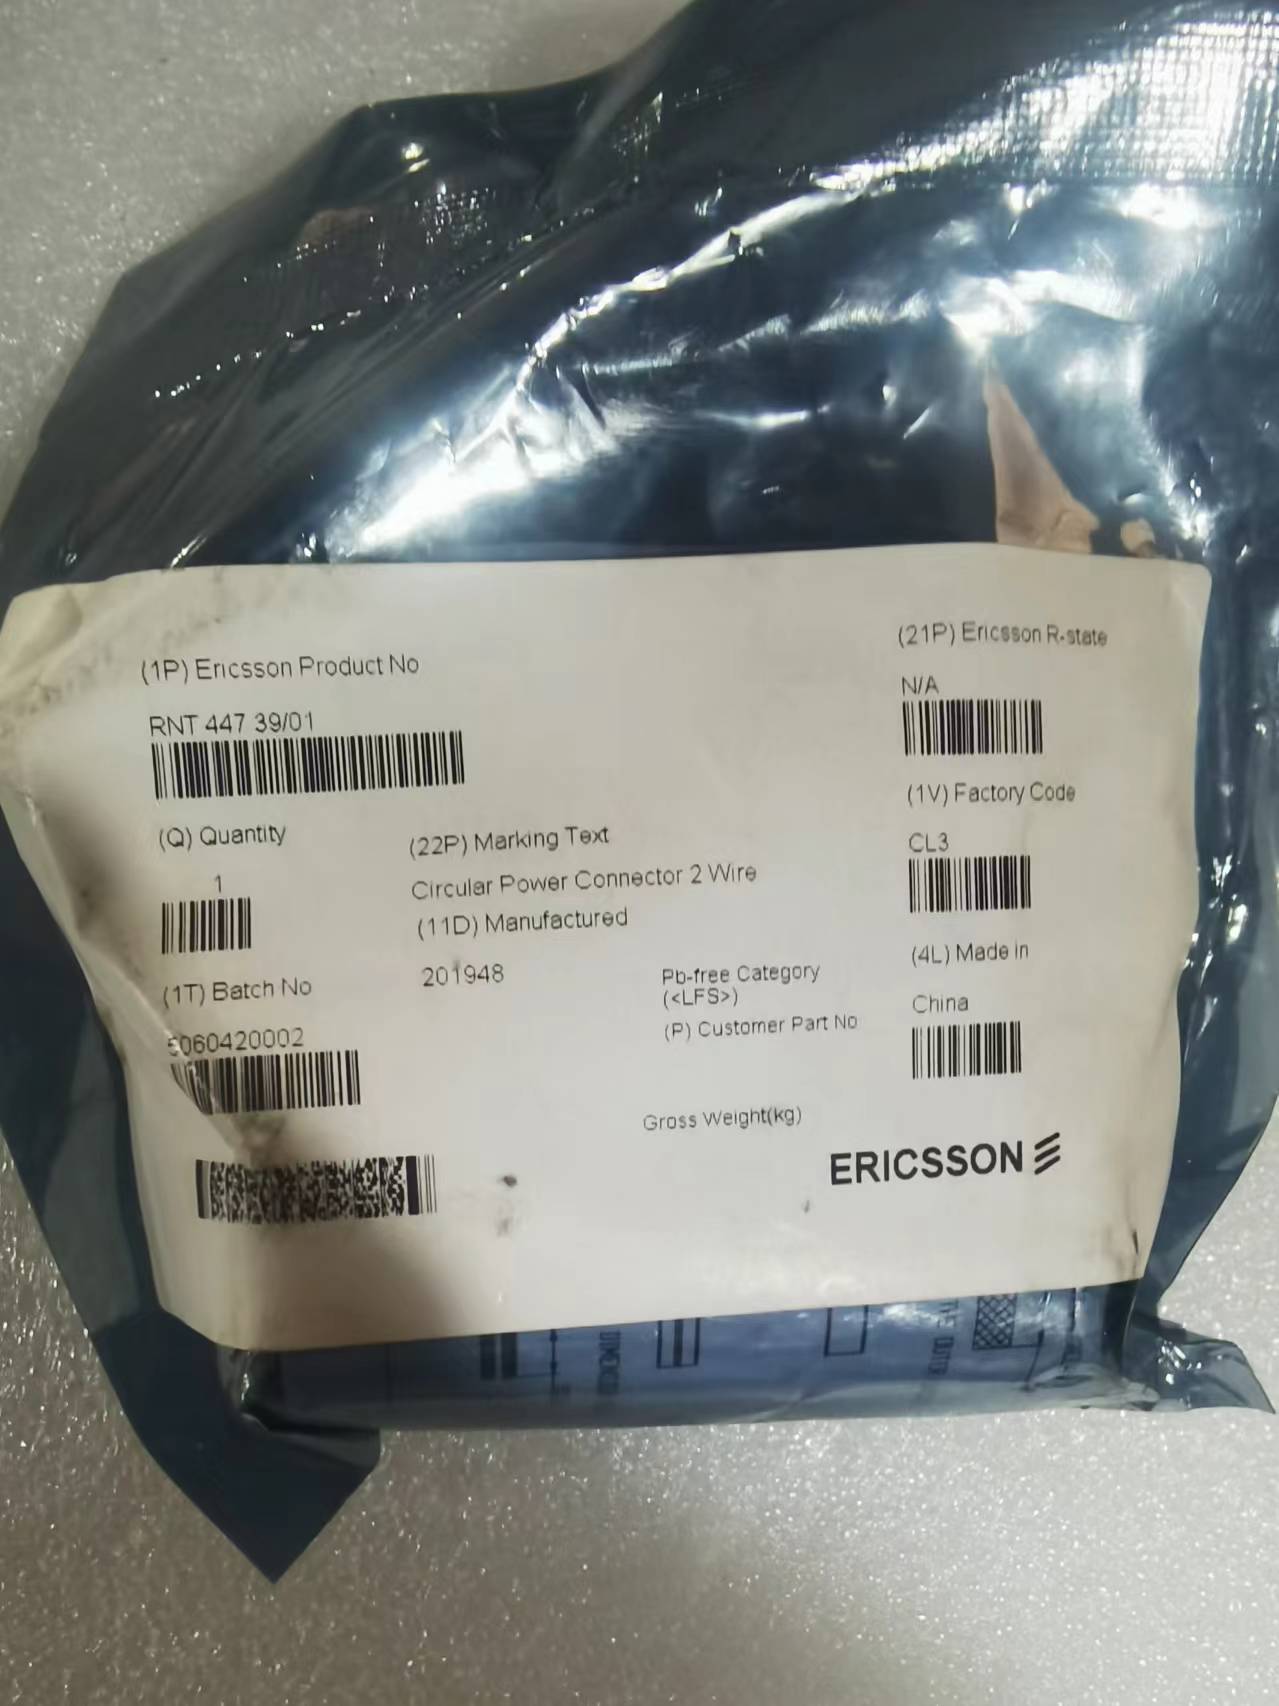 (1P) Ericsson Product No
RNT 447 39/01
(21P) Ericsson R-state
N/A
(Q) Quantity
1
(22P) Marking Text
Circular Power Connector 2 Wire
(11D) Manufactured
201948
(1V) Factory Code
CL3
(1T) Batch No
5060420002
Pb-free Category
(<LFS>)
(P) Customer Part No
(4L) Made in
China
Gross Weight(kg)
ERICSSON